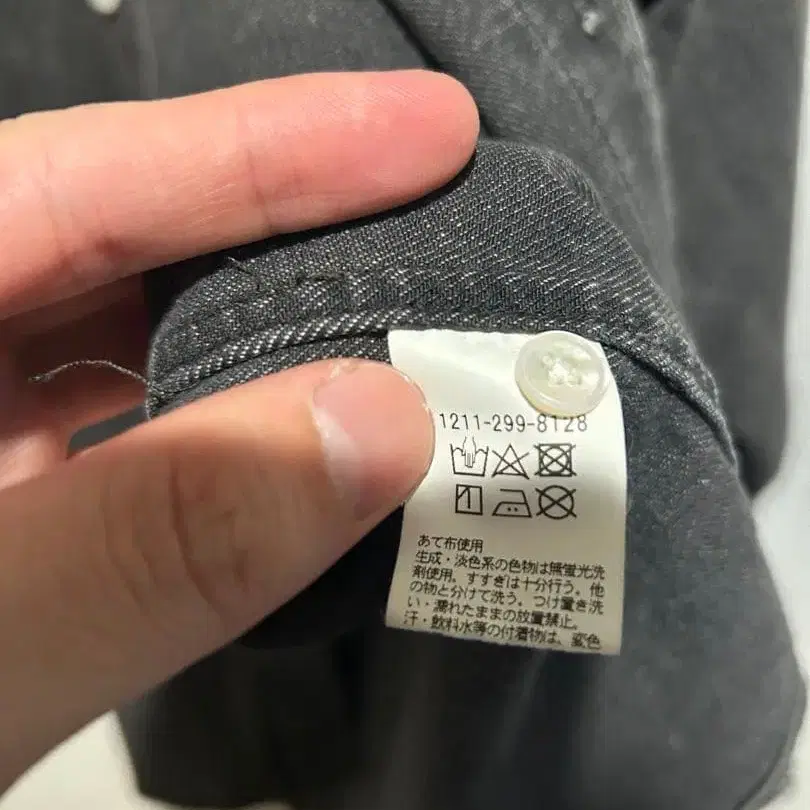 1211-299-8128
あて布使用
生成・淡色系の色物は無蛍光洗
剤使用。すすぎは十分行う。他
の物と分けて洗う。つけ置き洗
い・濡れたままの放置禁止。
汗・飲料水等の付着物は、変色